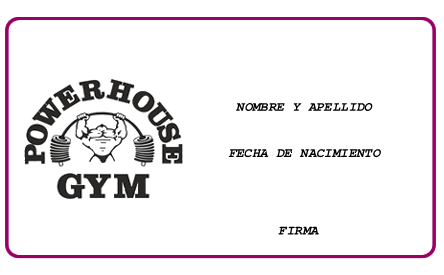 POWERHOUSE
GYM
NOMBRE Y APELLIDO
FECHA DE NACIMIENTO
FIRMA